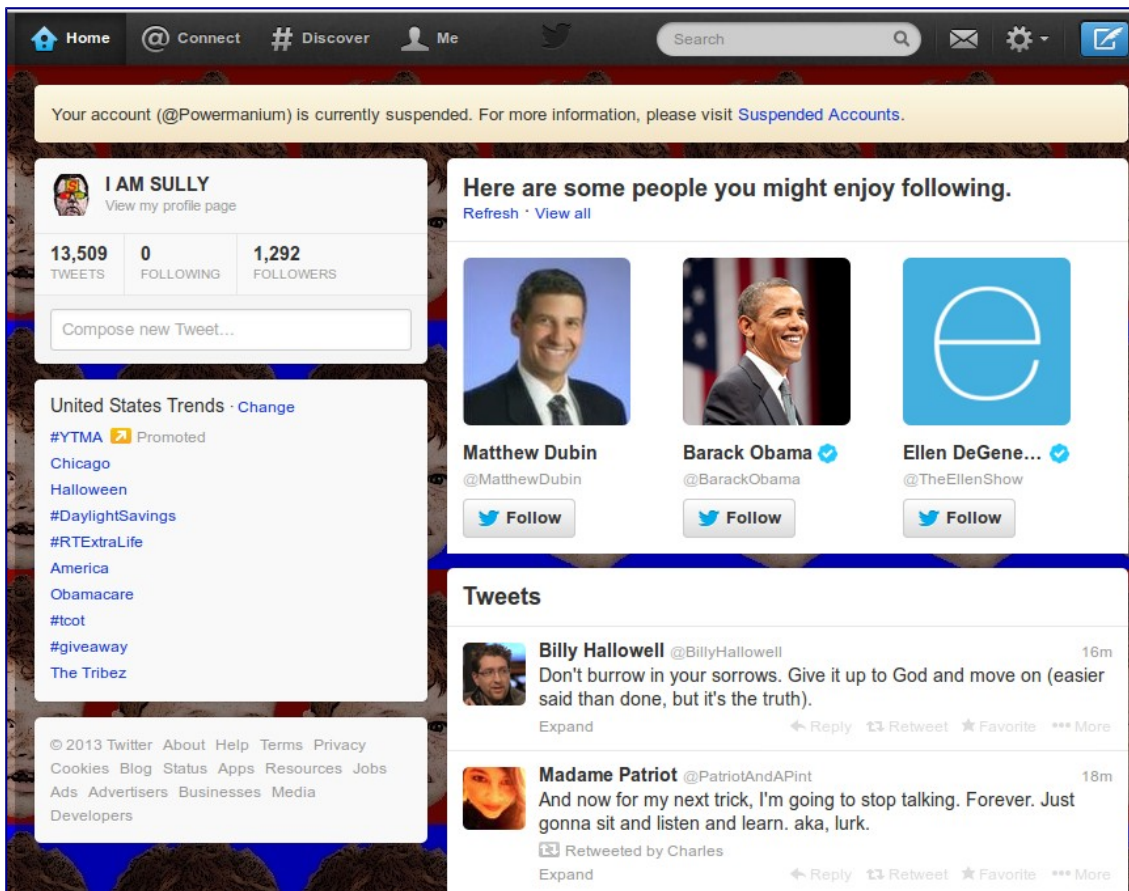 Home @ Connect # Discover Me Search
Your account (@Powermanium) is currently suspended. For more information, please visit Suspended Accounts.
I AM SULLY
View my profile page
13,509 0 1,292
TWEETS FOLLOWING FOLLOWERS
Compose new Tweet...
United States Trends · Change
#YTMA Promoted
Chicago
Halloween
#DaylightSavings
#RTExtraLife
America
Obamacare
#tcot
#giveaway
The Tribez
© 2013 Twitter About Help Terms Privacy
Cookies Blog Status Apps Resources Jobs
Ads Advertisers Businesses Media
Developers
Here are some people you might enjoy following.
Refresh · View all
e
Matthew Dubin Barack Obama Ellen DeGene...
@MatthewDubin @BarackObama @TheEllenShow
Follow Follow Follow
Tweets
Billy Hallowell @BillyHallowell 16m
Don't burrow in your sorrows. Give it up to God and move on (easier
said than done, but it's the truth).
Expand Reply Retweet Favorite ••• More
Madame Patriot @PatriotAndAPint 18m
And now for my next trick, I'm going to stop talking. Forever. Just
gonna sit and listen and learn. aka, lurk.
Retweeted by Charles
Expand Reply Retweet Favorite ••• More